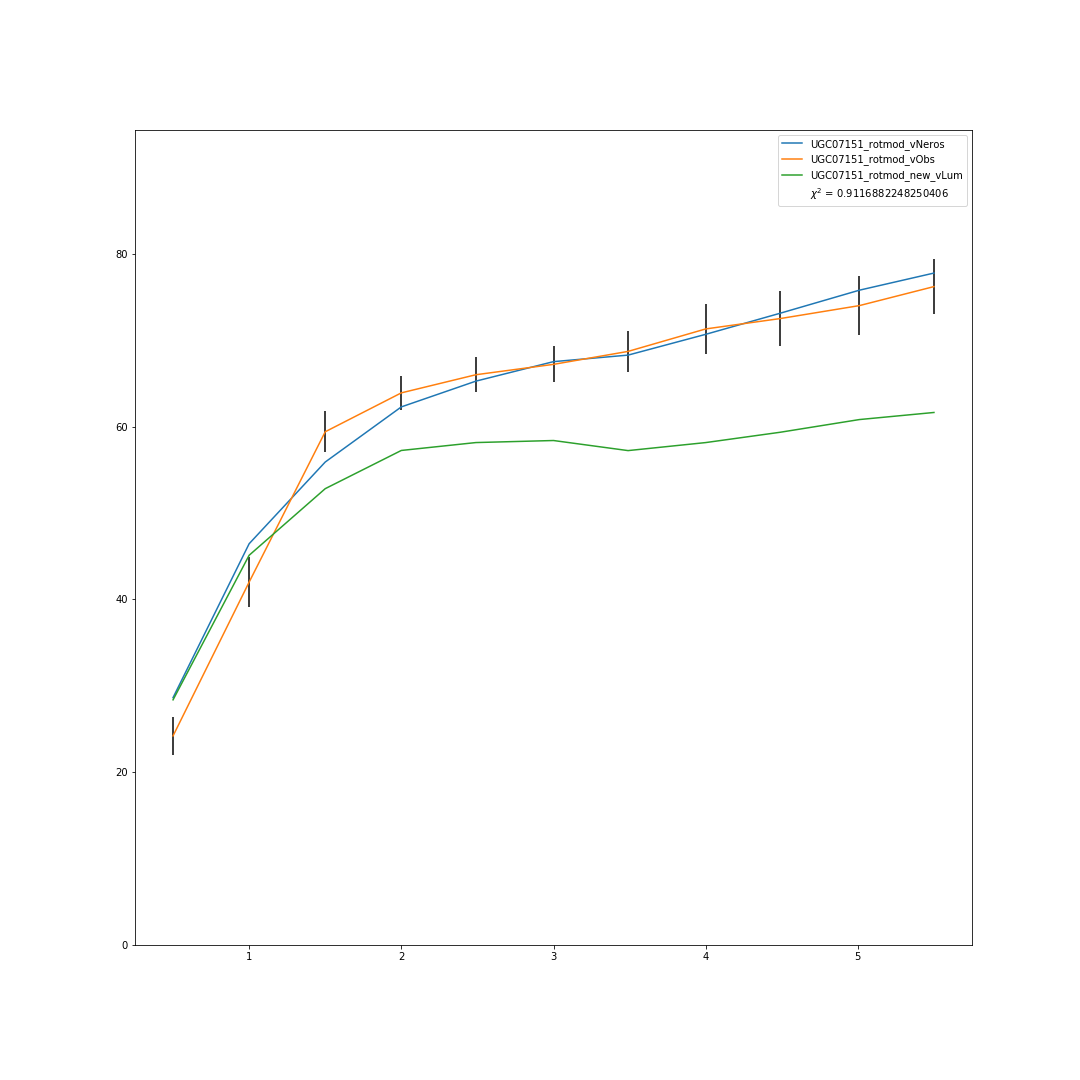 UGC07151_rotmod_vNeros
UGC07151_rotmod_vObs
UGC07151_rotmod_new_vLum
χ² = 0.9116882248250406
80
60
40
20
0
1 2 3 4 5